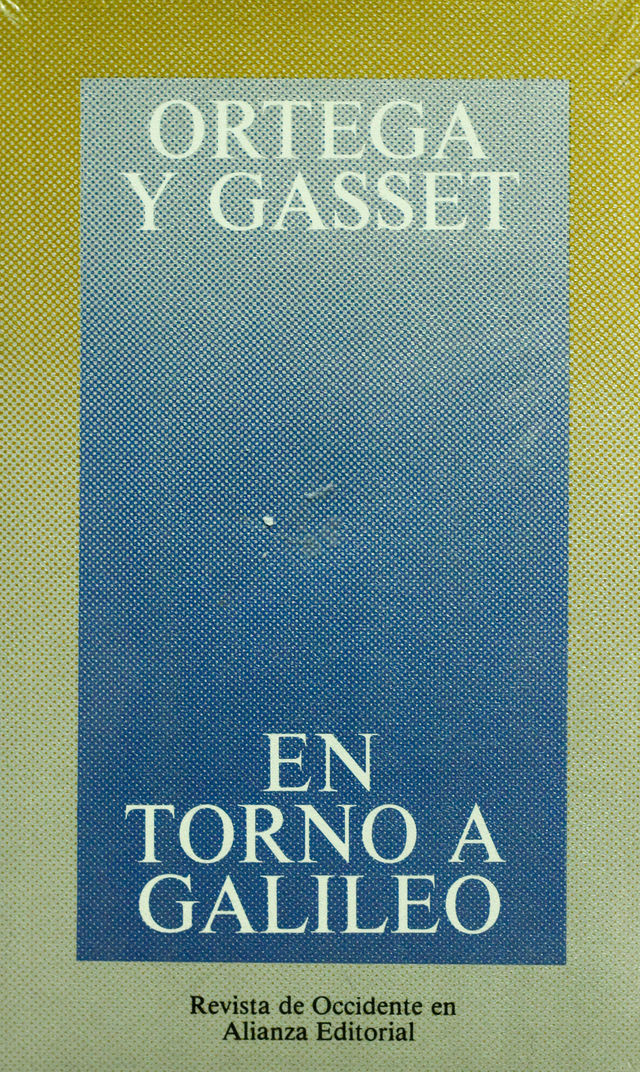 ORTEGA
Y GASSET
EN
TORNO A
GALILEO
Revista de Occidente en
Alianza Editorial